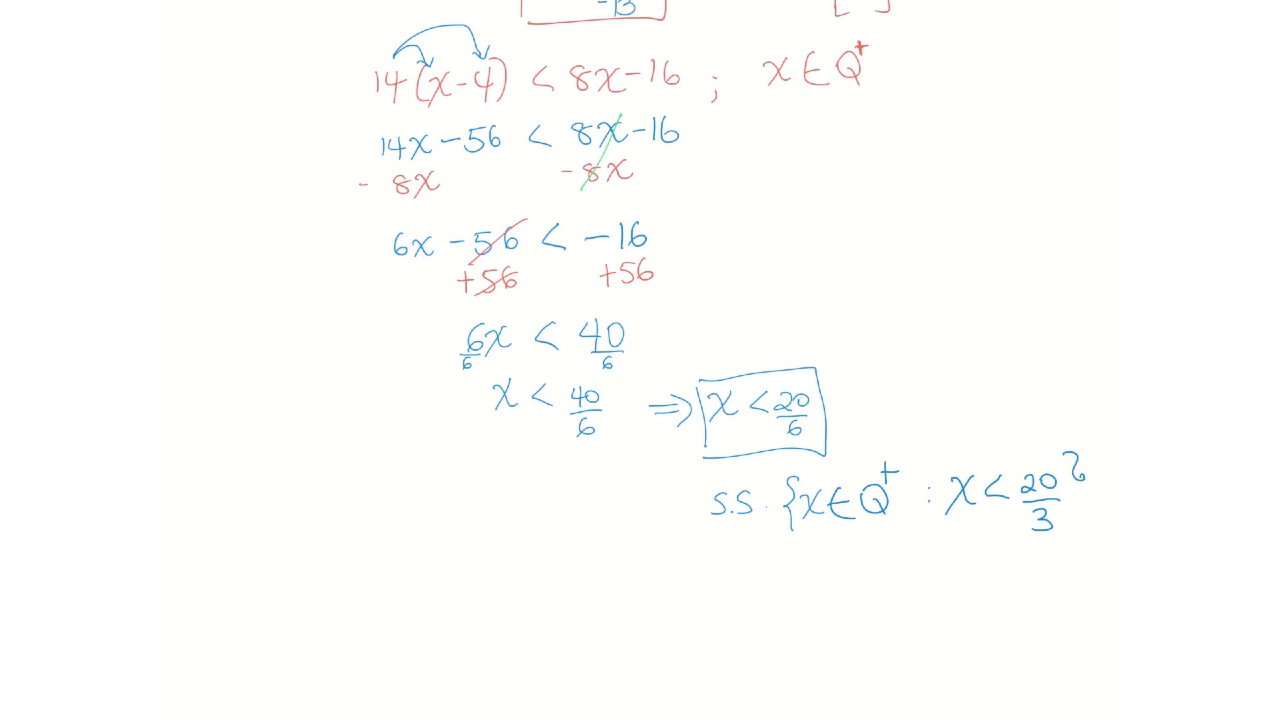 -13 [ ]
14(x-4) < 8x-16 ; x∈Q⁺
14x-56 < 8x-16
- 8x -8x
6x -56 < -16
+56 +56
6x < 40
6 6
x < 40/6 ⇒ x < 20/6
S.S. {x∈Q⁺ : x < 20/3}